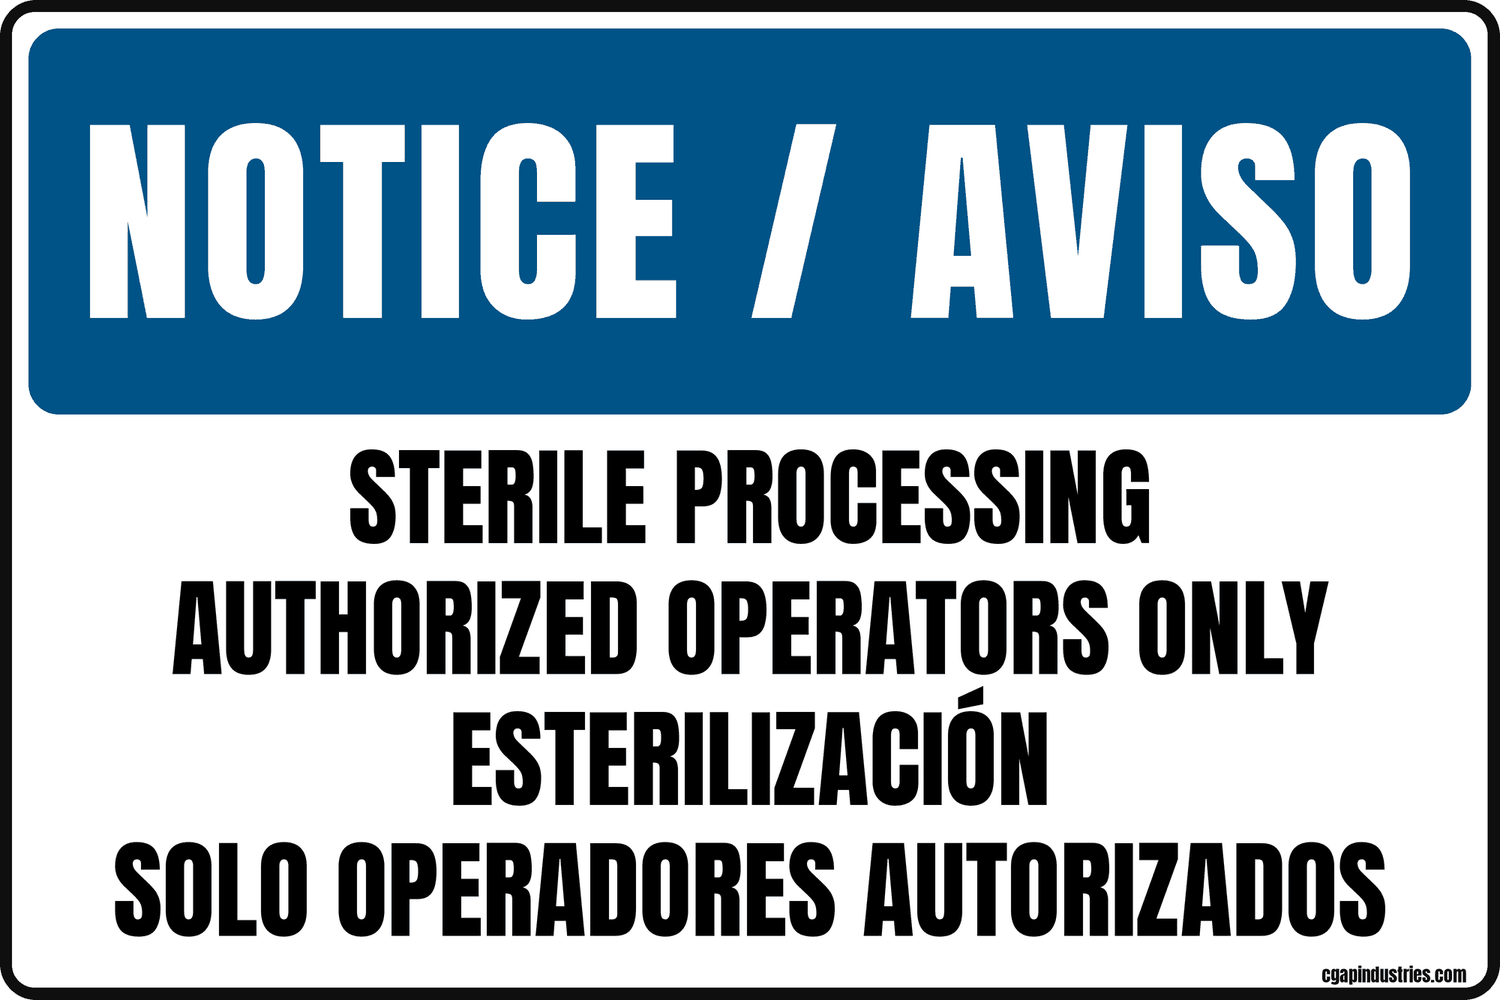 NOTICE / AVISO
STERILE PROCESSING
AUTHORIZED OPERATORS ONLY
ESTERILIZACIÓN
SOLO OPERADORES AUTORIZADOS
cgapindustries.com